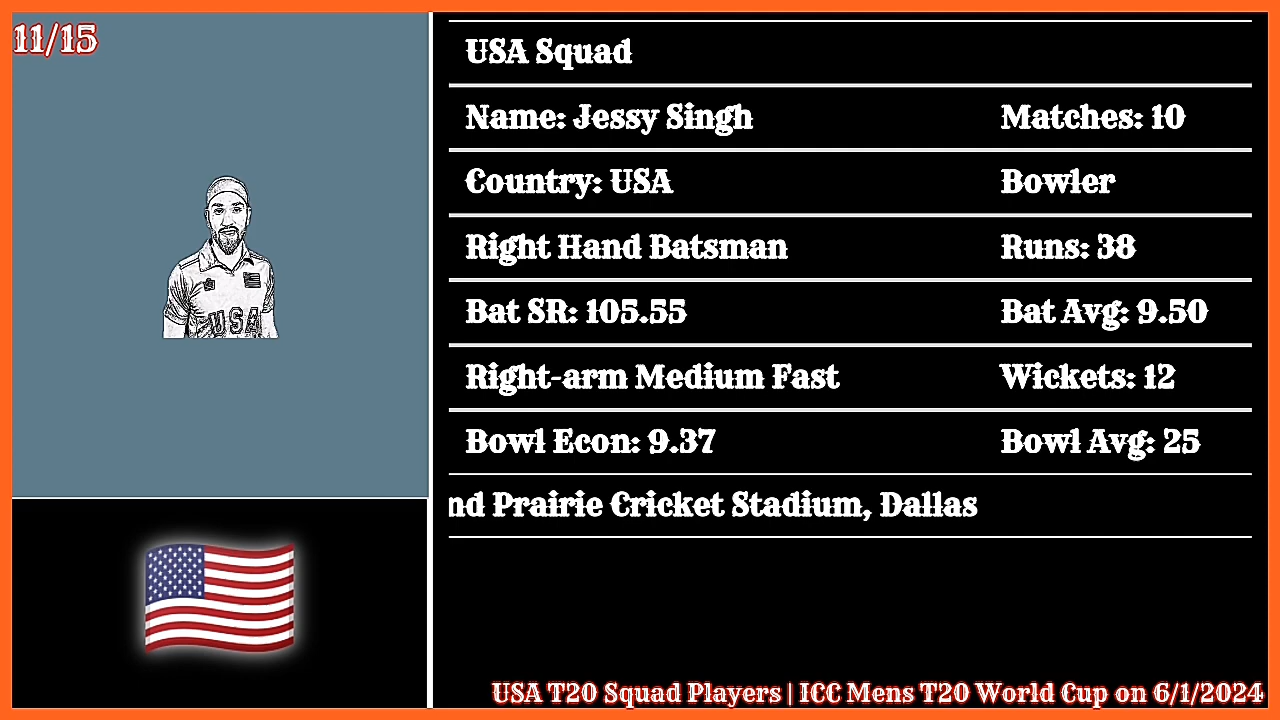 11/15
USA Squad
Name: Jessy Singh Matches: 10
Country: USA Bowler
Right Hand Batsman Runs: 38
Bat SR: 105.55 Bat Avg: 9.50
Right-arm Medium Fast Wickets: 12
Bowl Econ: 9.37 Bowl Avg: 25
nd Prairie Cricket Stadium, Dallas
USA
USA T20 Squad Players | ICC Mens T20 World Cup on 6/1/2024